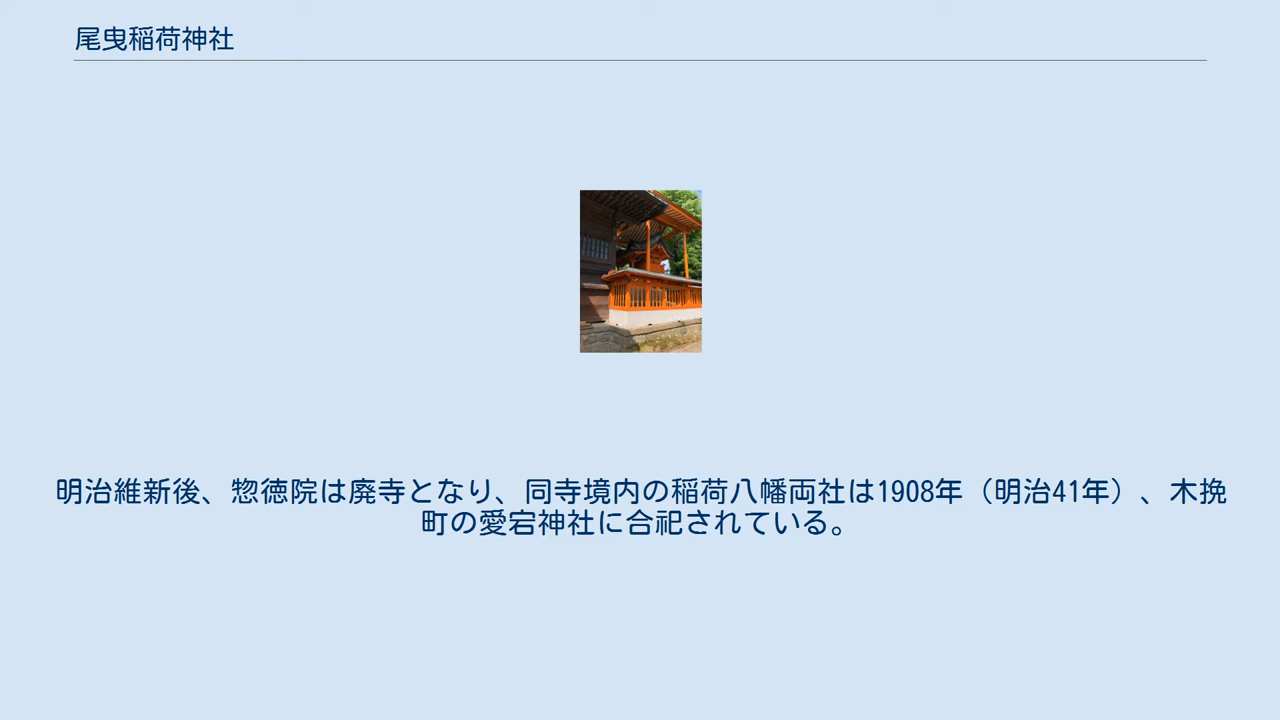 尾曳稲荷神社
明治維新後、惣徳院は廃寺となり、同寺境内の稲荷八幡両社は1908年（明治41年）、木挽
町の愛宕神社に合祀されている。